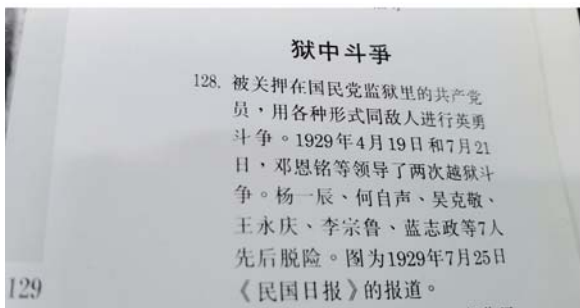 獄中斗爭
128. 被关押在国民党监狱里的共产党
员，用各种形式同敌人进行英勇
斗争。1929年4月19日和7月21
日，邓恩铭等领导了两次越狱斗
争。杨一辰、何自声、吴克敬、
王永庆、李宗鲁、蓝志政等7人
先后脱险。图为1929年7月25日
《民国日报》的报道。
129